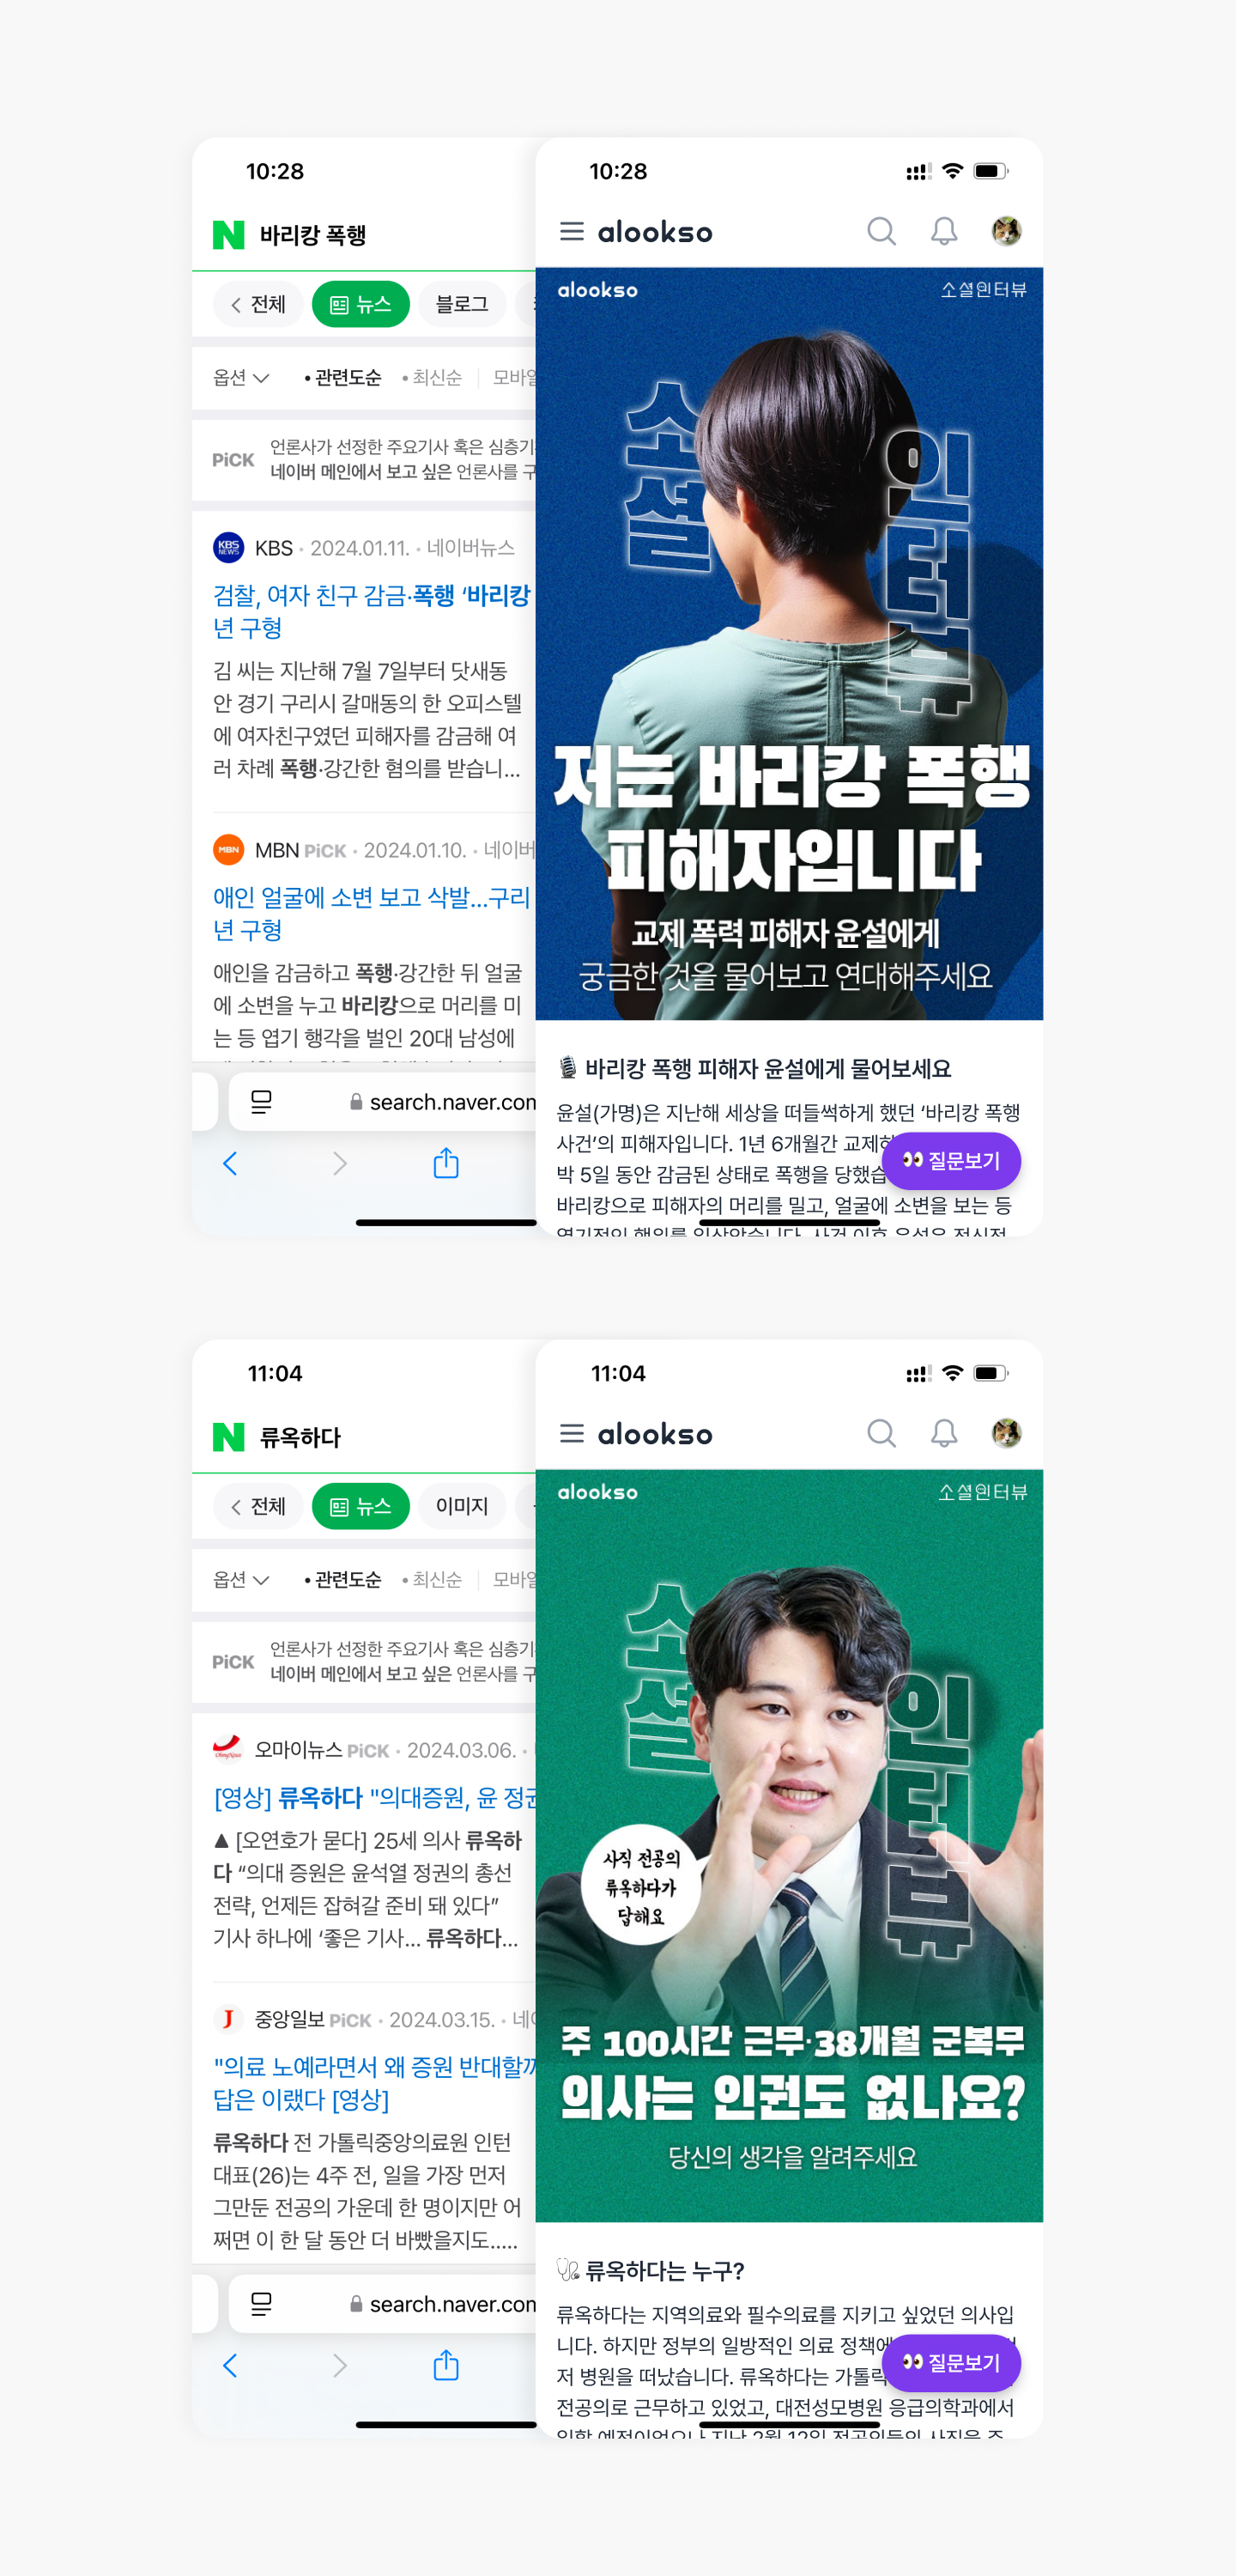 10:28
바리캉 폭행
전체
뉴스
블로그
옵션
• 관련도순
• 최신순
모바일
PiCK
언론사가 선정한 주요기사 혹은 심층기
네이버 메인에서 보고 싶은 언론사를 구
KBS NEWS
KBS · 2024.01.11. · 네이버뉴스
검찰, 여자 친구 감금·폭행 ‘바리캉
년 구형
김 씨는 지난해 7월 7일부터 닷새동
안 경기 구리시 갈매동의 한 오피스텔
에 여자친구였던 피해자를 감금해 여
러 차례 폭행·강간한 혐의를 받습니...
MBN
MBN PiCK · 2024.01.10. · 네이버
애인 얼굴에 소변 보고 삭발...구리
년 구형
애인을 감금하고 폭행·강간한 뒤 얼굴
에 소변을 누고 바리캉으로 머리를 미
는 등 엽기 행각을 벌인 20대 남성에
search.naver.com
10:28
alookso
alookso
소셜인터뷰
소셜
인터뷰
저는 바리캉 폭행
피해자입니다
교제 폭력 피해자 윤설에게
궁금한 것을 물어보고 연대해주세요
🎙 바리캉 폭행 피해자 윤설에게 물어보세요
윤설(가명)은 지난해 세상을 떠들썩하게 했던 ‘바리캉 폭행
사건’의 피해자입니다. 1년 6개월간 교제하
박 5일 동안 감금된 상태로 폭행을 당했습
바리캉으로 피해자의 머리를 밀고, 얼굴에 소변을 보는 등
👀 질문보기
11:04
류옥하다
전체
뉴스
이미지
옵션
• 관련도순
• 최신순
모바일
PiCK
언론사가 선정한 주요기사 혹은 심층기
네이버 메인에서 보고 싶은 언론사를 구
오마이뉴스 PiCK · 2024.03.06. ·
[영상] 류옥하다 "의대증원, 윤 정권
▲ [오연호가 묻다] 25세 의사 류옥하
다 “의대 증원은 윤석열 정권의 총선
전략, 언제든 잡혀갈 준비 돼 있다”
기사 하나에 ‘좋은 기사... 류옥하다...
J
중앙일보 PiCK · 2024.03.15. · 네이
"의료 노예라면서 왜 증원 반대할까
답은 이랬다 [영상]
류옥하다 전 가톨릭중앙의료원 인턴
대표(26)는 4주 전, 일을 가장 먼저
그만둔 전공의 가운데 한 명이지만 어
쩌면 이 한 달 동안 더 바빴을지도.....
search.naver.com
11:04
alookso
alookso
소셜인터뷰
소셜
인터뷰
사직 전공의
류옥하다가
답해요
주 100시간 근무·38개월 군복무
의사는 인권도 없나요?
당신의 생각을 알려주세요
🩺 류옥하다는 누구?
류옥하다는 지역의료와 필수의료를 지키고 싶었던 의사입
니다. 하지만 정부의 일방적인 의료 정책에
저 병원을 떠났습니다. 류옥하다는 가톨릭
전공의로 근무하고 있었고, 대전성모병원 응급의학과에서
👀 질문보기